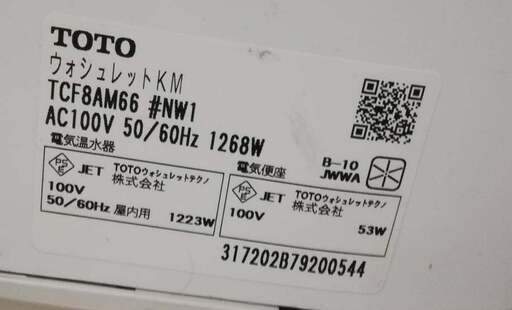 TOTO
ウォシュレットKM
TCF8AM66 #NW1
AC100V 50/60Hz 1268W
電気温水器
PSE JET TOTOウォシュレットテクノ
株式会社
100V
50/60Hz 屋内用 1223W
B-10
JWWA
電気便座
PSE JET TOTOウォシュレットテクノ
株式会社
100V 53W
317202B79200544